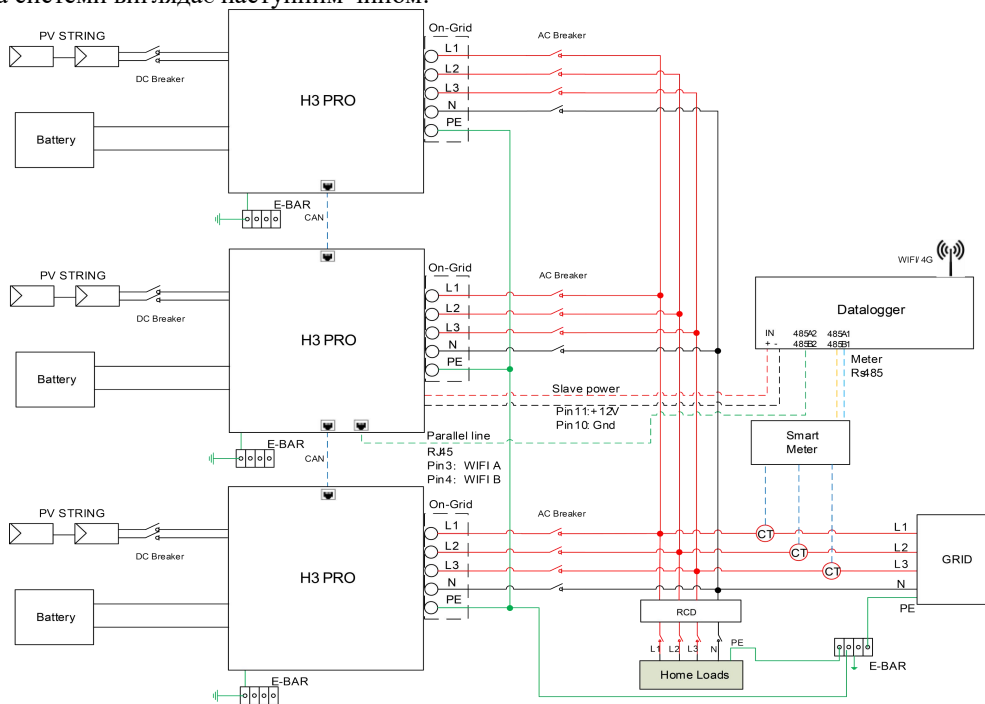 а системи виглядає наступним чином:
PV STRING
DC Breaker
Battery
H3 PRO
On-Grid
L1
L2
L3
N
PE
AC Breaker
E-BAR
CAN
PV STRING
DC Breaker
Battery
H3 PRO
On-Grid
L1
L2
L3
N
PE
AC Breaker
E-BAR
CAN
WIFI/4G
Datalogger
IN
+ -
485A2
485B2
485A1
485B1
Meter
Rs485
Slave power
Pin11:+12V
Pin10: Gnd
Parallel line
RJ45
Pin3: WIFI A
Pin4: WIFI B
Smart
Meter
PV STRING
DC Breaker
Battery
H3 PRO
On-Grid
L1
L2
L3
N
PE
AC Breaker
E-BAR
CT
CT
CT
L1
L2
L3
N
PE
GRID
RCD
L1
L2
L3
N
PE
Home Loads
E-BAR